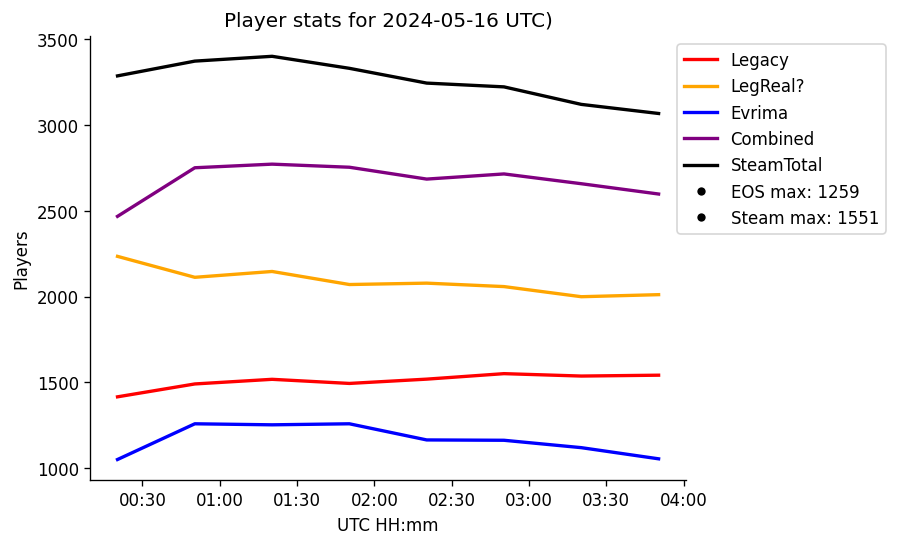 Player stats for 2024-05-16 UTC)
3500
3000
2500
2000
1500
1000
Players
00:30 01:00 01:30 02:00 02:30 03:00 03:30 04:00
UTC HH:mm
Legacy
LegReal?
Evrima
Combined
SteamTotal
EOS max: 1259
Steam max: 1551